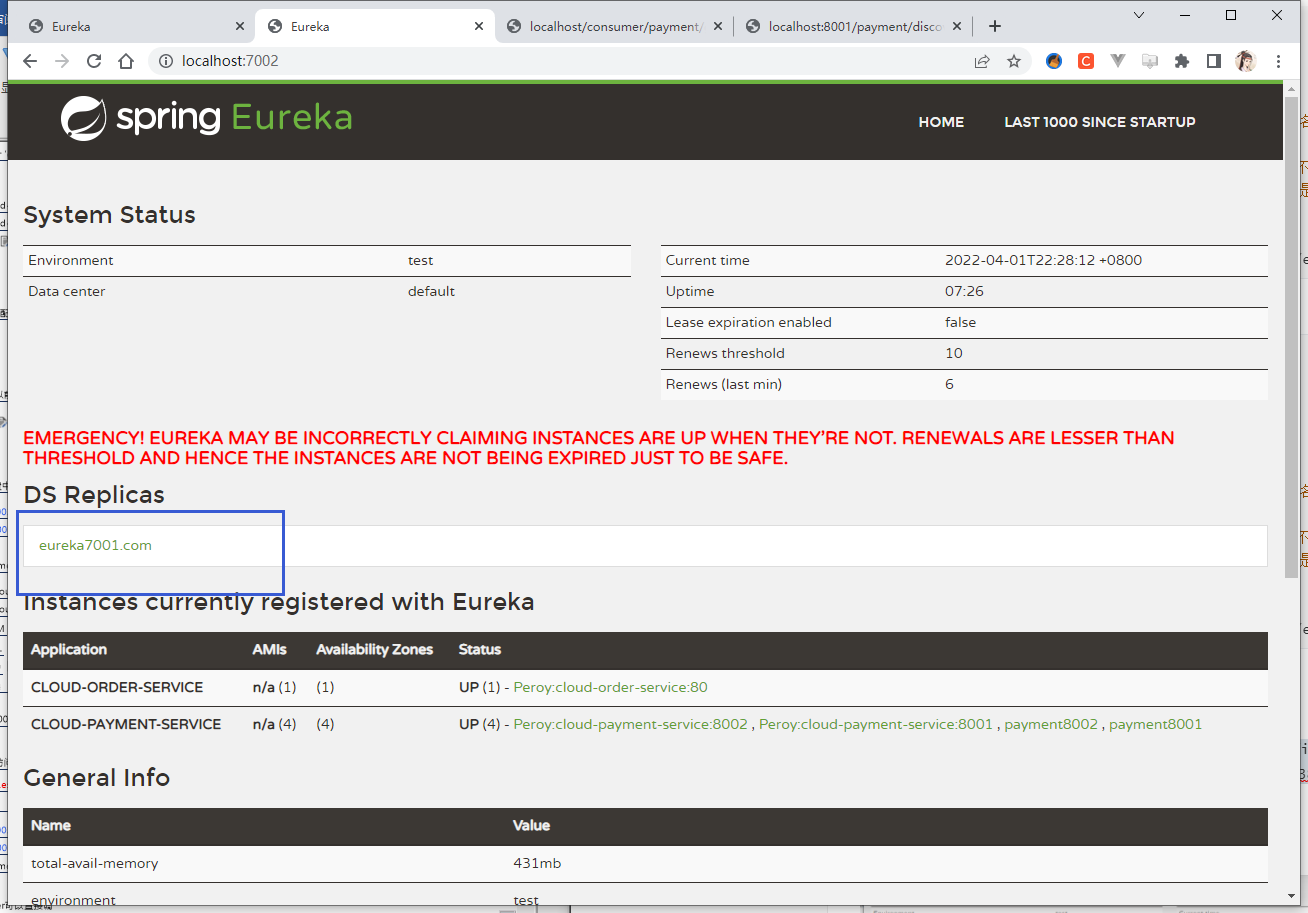 Eureka
Eureka
localhost/consumer/payment/
localhost:8001/payment/disco
localhost:7002
spring Eureka
HOME
LAST 1000 SINCE STARTUP
System Status
Environment test
Data center default
Current time 2022-04-01T22:28:12 +0800
Uptime 07:26
Lease expiration enabled false
Renews threshold 10
Renews (last min) 6
EMERGENCY! EUREKA MAY BE INCORRECTLY CLAIMING INSTANCES ARE UP WHEN THEY'RE NOT. RENEWALS ARE LESSER THAN
THRESHOLD AND HENCE THE INSTANCES ARE NOT BEING EXPIRED JUST TO BE SAFE.
DS Replicas
eureka7001.com
Instances currently registered with Eureka
Application AMIs Availability Zones Status
CLOUD-ORDER-SERVICE n/a (1) (1) UP (1) - Peroy:cloud-order-service:80
CLOUD-PAYMENT-SERVICE n/a (4) (4) UP (4) - Peroy:cloud-payment-service:8002 , Peroy:cloud-payment-service:8001 , payment8002 , payment8001
General Info
Name Value
total-avail-memory 431mb
environment test